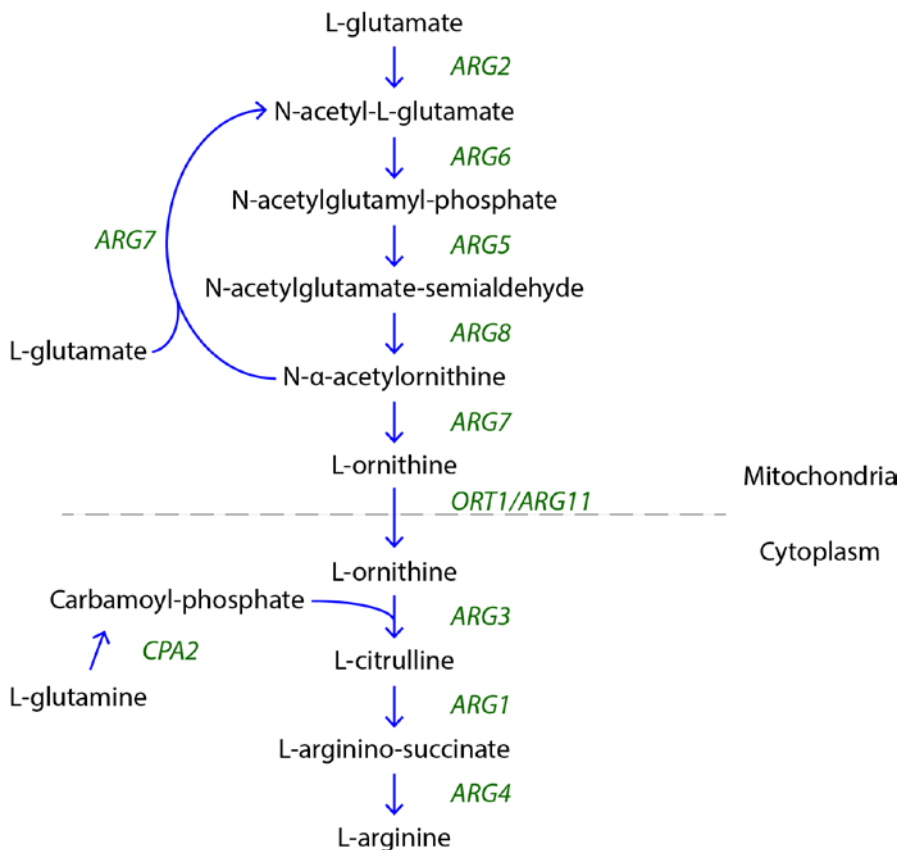 L-glutamate
ARG2
N-acetyl-L-glutamate
ARG6
N-acetylglutamyl-phosphate
ARG7
ARG5
N-acetylglutamate-semialdehyde
ARG8
L-glutamate
N-α-acetylornithine
ARG7
L-ornithine
Mitochondria
ORT1/ARG11
Cytoplasm
L-ornithine
Carbamoyl-phosphate
ARG3
CPA2
L-citrulline
L-glutamine
ARG1
L-arginino-succinate
ARG4
L-arginine